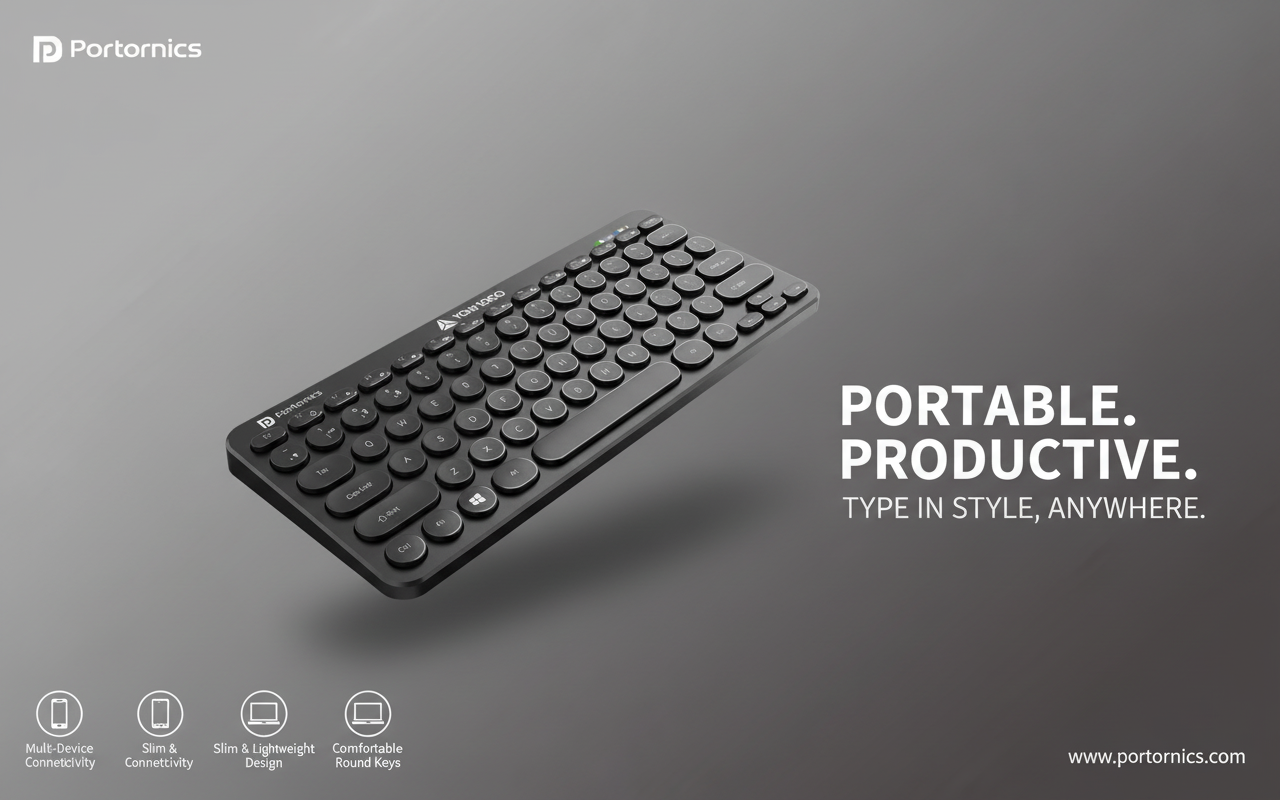 Portornics
PORTABLE.
PRODUCTIVE.
TYPE IN STYLE, ANYWHERE.
Mult-Device
Connetclvity
Slim &
Connettivity
Slim & Lightweight
Design
Comfortable
Round Keys
www.portornics.com